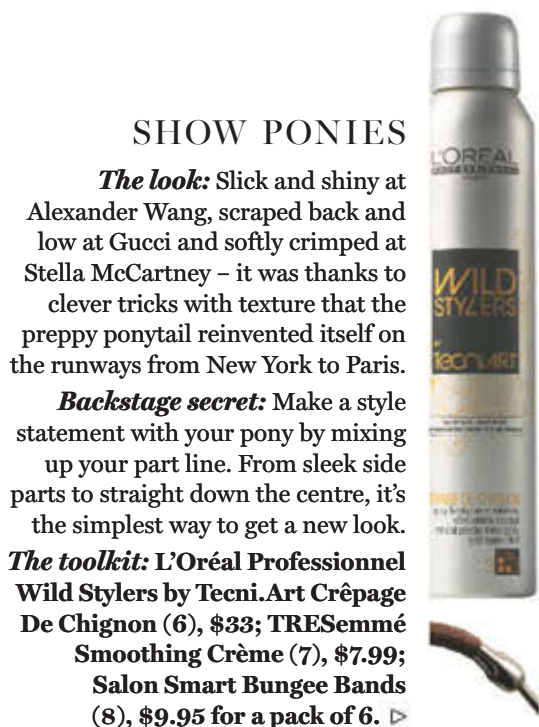 SHOW PONIES
The look: Slick and shiny at
Alexander Wang, scraped back and
low at Gucci and softly crimped at
Stella McCartney – it was thanks to
clever tricks with texture that the
preppy ponytail reinvented itself on
the runways from New York to Paris.
Backstage secret: Make a style
statement with your pony by mixing
up your part line. From sleek side
parts to straight down the centre, it's
the simplest way to get a new look.
The toolkit: L'Oréal Professionnel
Wild Stylers by Tecni.Art Crêpage
De Chignon (6), $33; TRESemmé
Smoothing Crème (7), $7.99;
Salon Smart Bungee Bands
(8), $9.95 for a pack of 6.
L'ORÉAL
WILD
STYLERS
BY
TECNI.ART